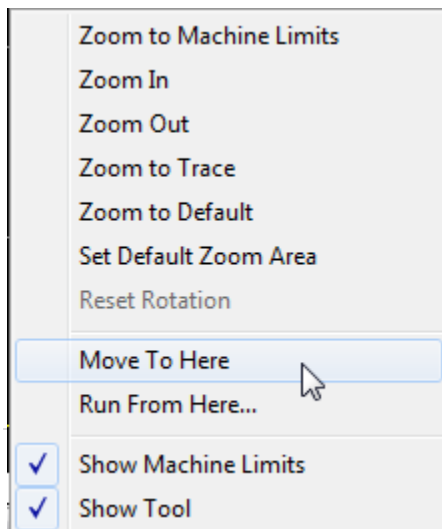 Zoom to Machine Limits
Zoom In
Zoom Out
Zoom to Trace
Zoom to Default
Set Default Zoom Area
Reset Rotation
Move To Here
Run From Here...
Show Machine Limits
Show Tool